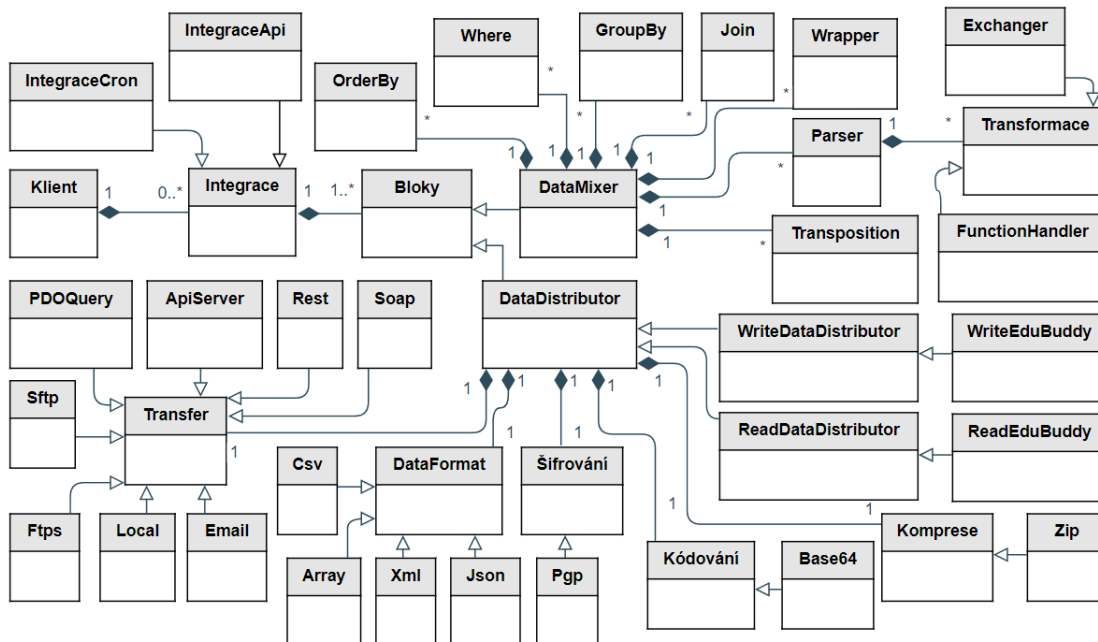 IntegraceApi
Where
GroupBy
Join
Wrapper
Exchanger
IntegraceCron
OrderBy
*
*
*
*
*
Parser
1
*
Transformace
1
1
1
1
1
*
Klient
1
0..*
Integrace
1
1..*
Bloky
DataMixer
1
1
*
Transposition
FunctionHandler
PDOQuery
ApiServer
Rest
Soap
DataDistributor
WriteDataDistributor
WriteEduBuddy
1
1
1
1
1
Sftp
Transfer
1
1
1
ReadDataDistributor
ReadEduBuddy
Csv
DataFormat
Šifrování
1
1
Ftps
Local
Email
Komprese
Zip
Array
Xml
Json
Pgp
Kódování
Base64